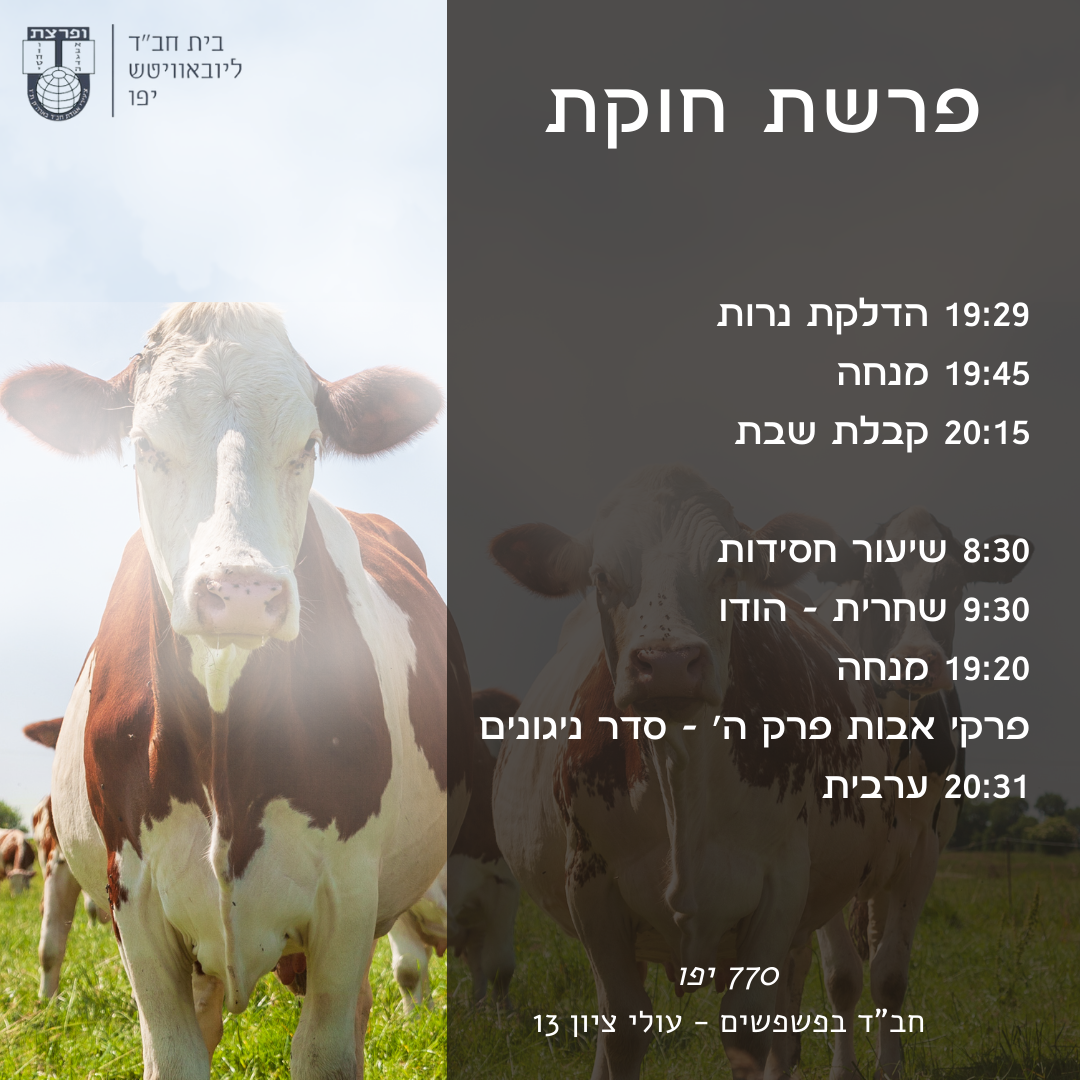 ופרצת
בית חב"ד
ליובאוויטש
יפו
פרשת חוקת
19:29 הדלקת נרות
19:45 מנחה
20:15 קבלת שבת
8:30 שיעור חסידות
9:30 שחרית - הודו
19:20 מנחה
פרקי אבות פרק ה' - סדר ניגונים
20:31 ערבית
770 יפו
חב"ד בפשפשים - עולי ציון 13